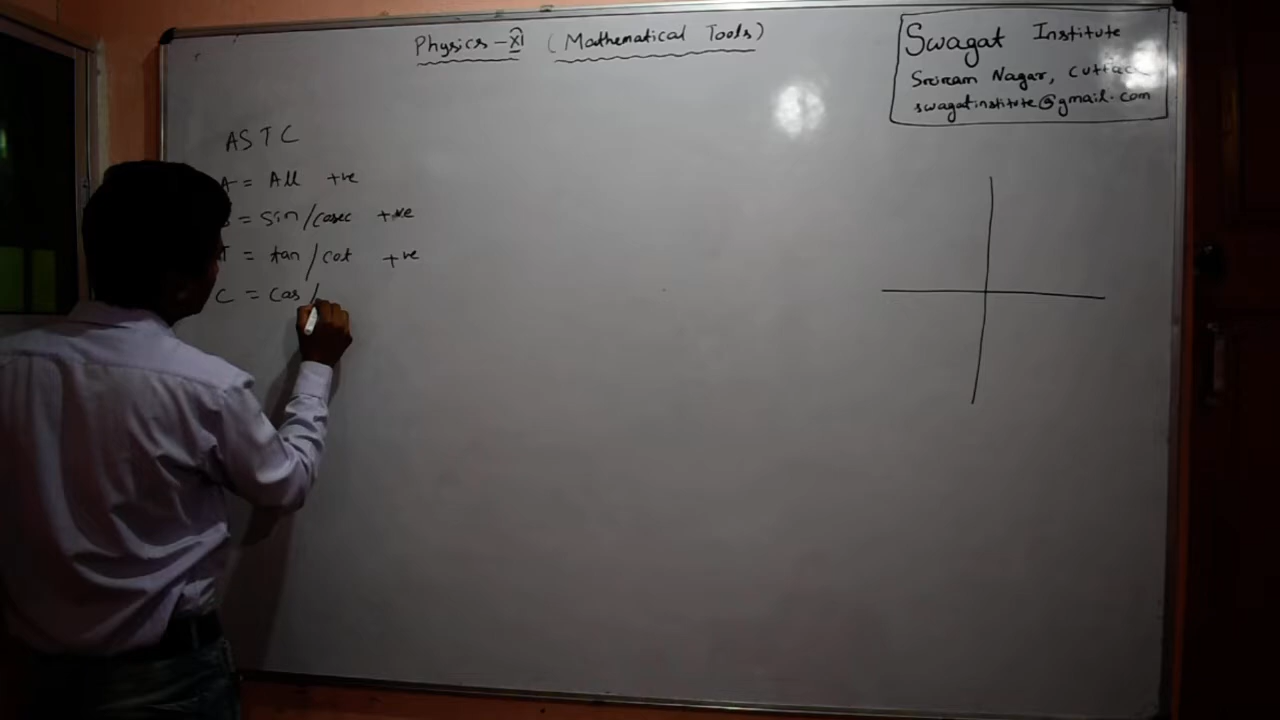 Physics - XI (Mathematical Tools)
Swagat Institute
Sriram Nagar, Cuttack
swagatinstitute@gmail.com
ASTC
A = All +ve
S = Sin/Cosec +ve
T = tan/cot +ve
C = Cos/